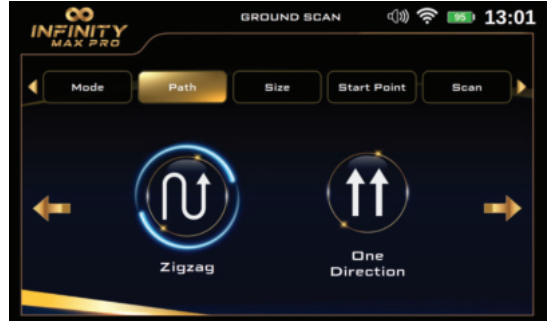 INFINITY
MAX PRO
GROUND SCAN
95
13:01
Mode
Path
Size
Start Point
Scan
Zigzag
One
Direction